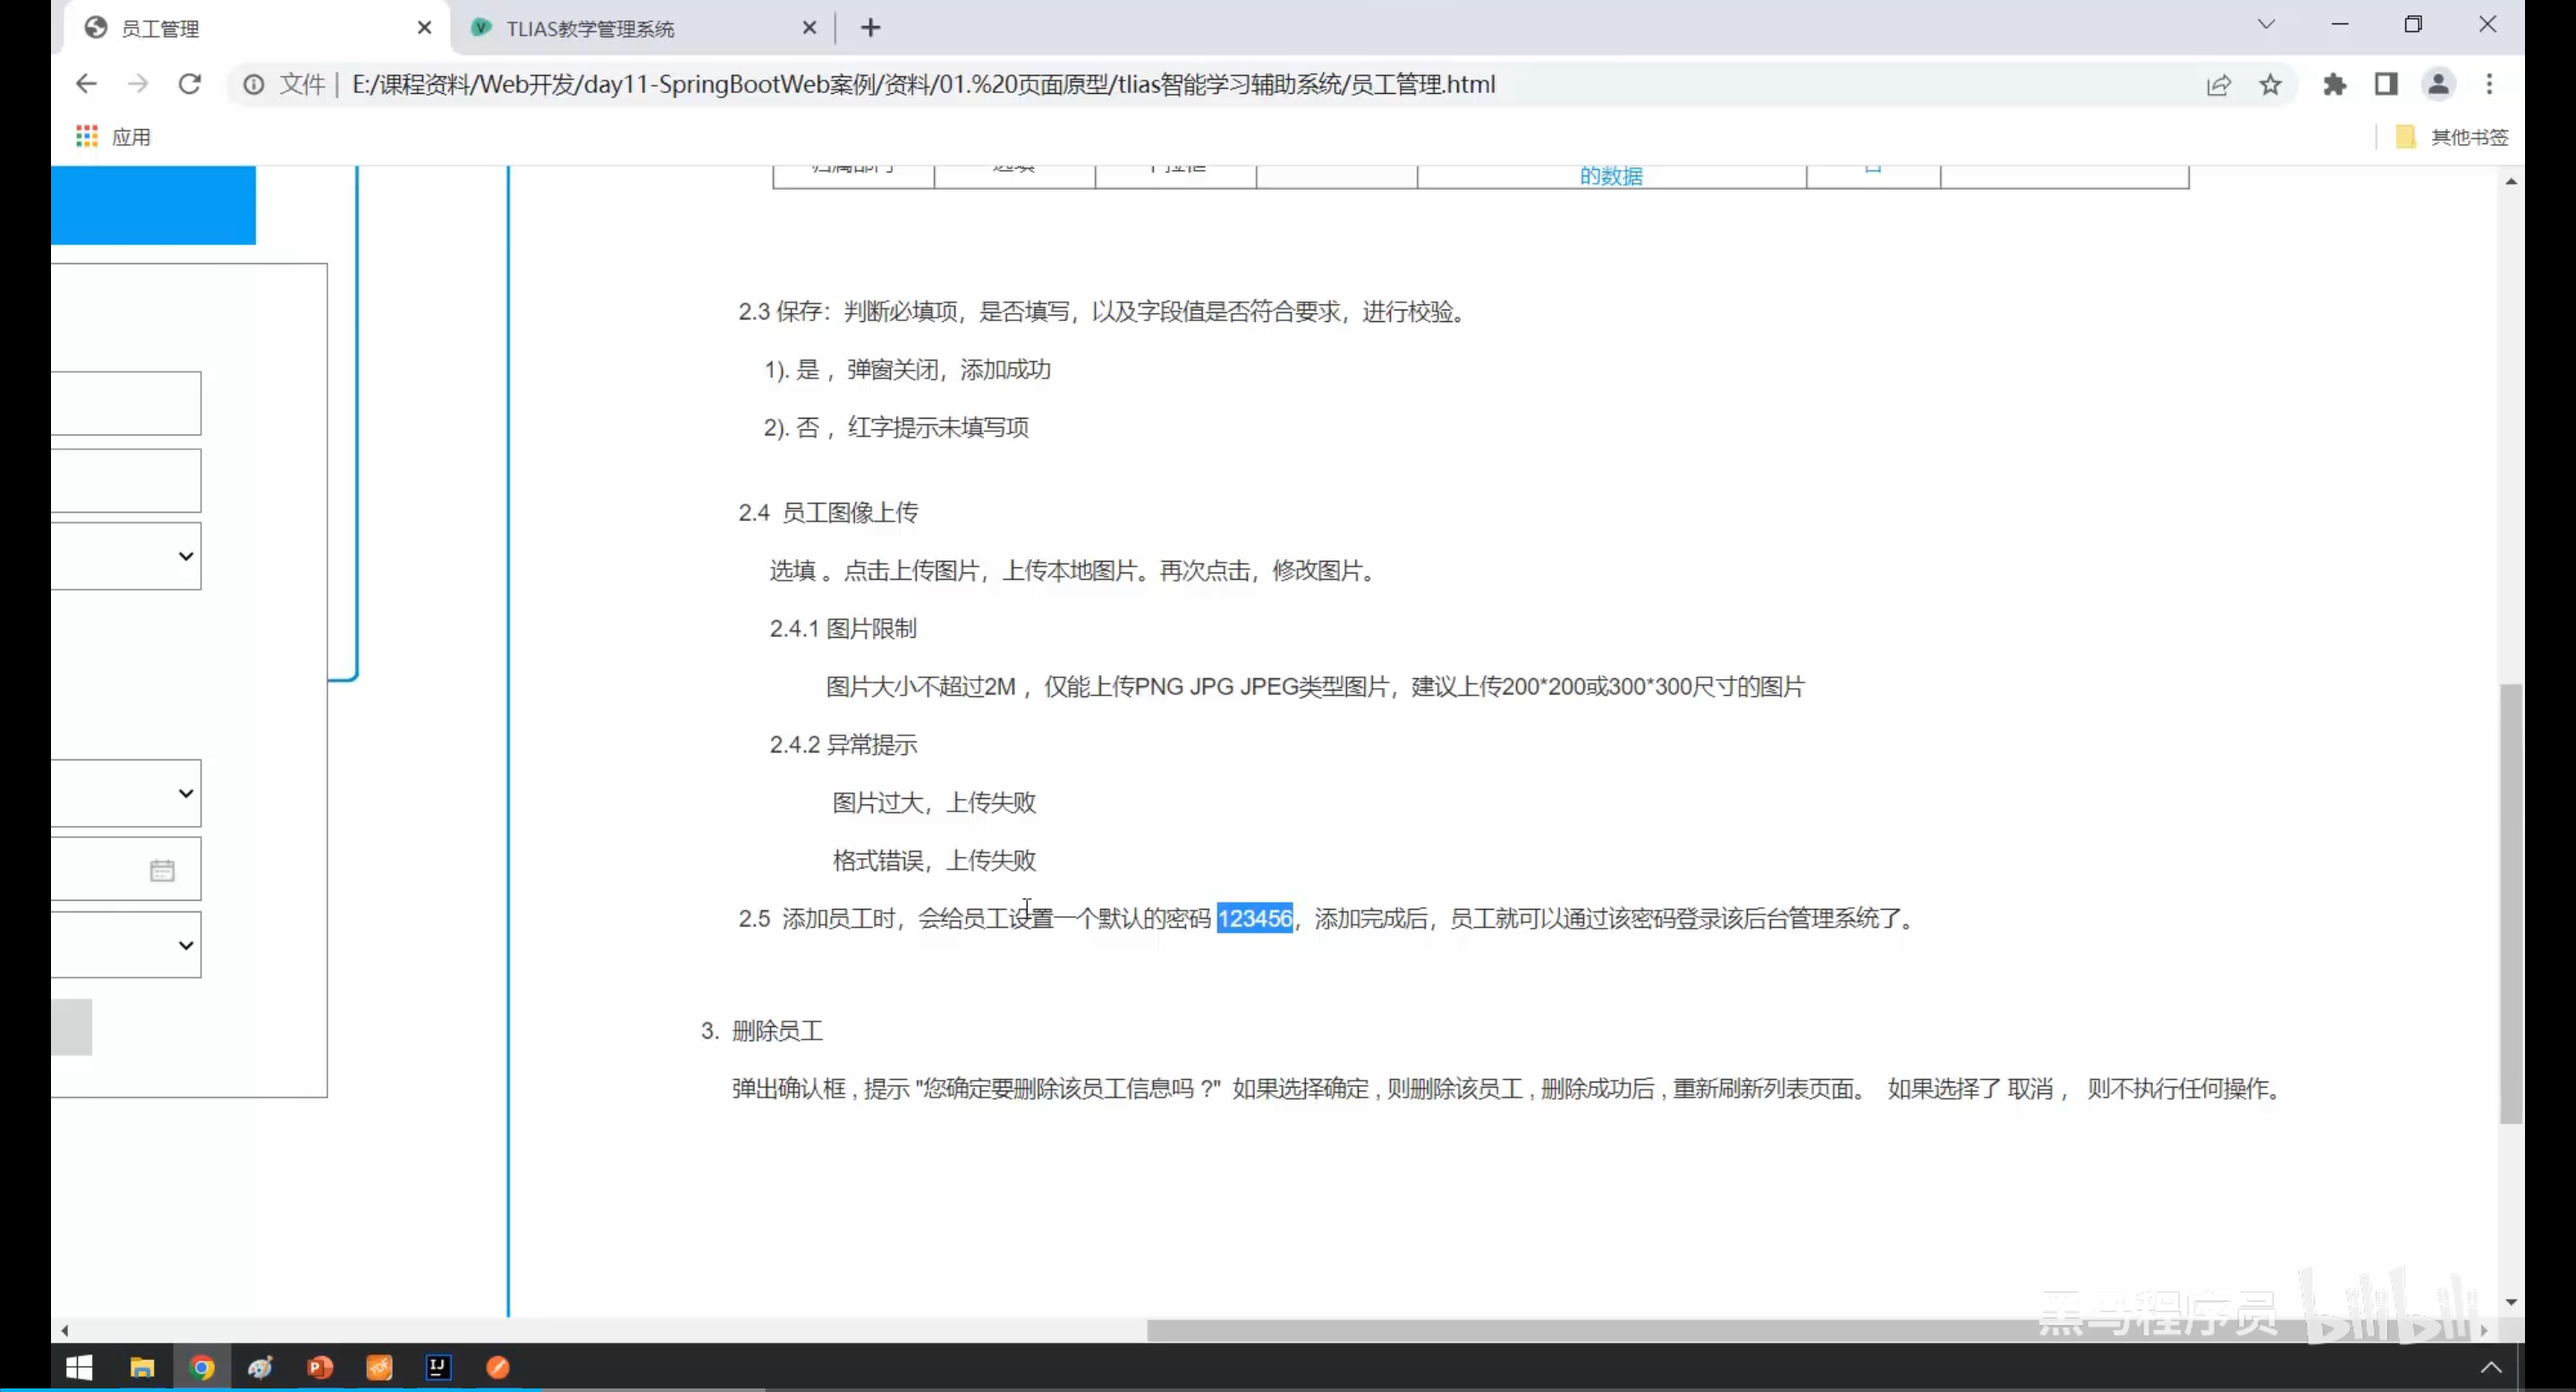 员工管理
TLIAS教学管理系统
文件 | E:/课程资料/Web开发/day11-SpringBootWeb案例/资料/01.%20页面原型/tlias智能学习辅助系统/员工管理.html
应用
其他书签
的数据
2.3 保存：判断必填项，是否填写，以及字段值是否符合要求，进行校验。
1). 是 ，弹窗关闭，添加成功
2). 否 ，红字提示未填写项
2.4 员工图像上传
选填 。点击上传图片，上传本地图片。再次点击，修改图片。
2.4.1 图片限制
图片大小不超过2M ，仅能上传PNG JPG JPEG类型图片，建议上传200*200或300*300尺寸的图片
2.4.2 异常提示
图片过大，上传失败
格式错误，上传失败
2.5 添加员工时，会给员工设置一个默认的密码 123456，添加完成后，员工就可以通过该密码登录该后台管理系统了。
3. 删除员工
弹出确认框 , 提示 "您确定要删除该员工信息吗 ?" 如果选择确定 , 则删除该员工 , 删除成功后 , 重新刷新列表页面。 如果选择了 取消 ， 则不执行任何操作。
黑马程序员 bilibili